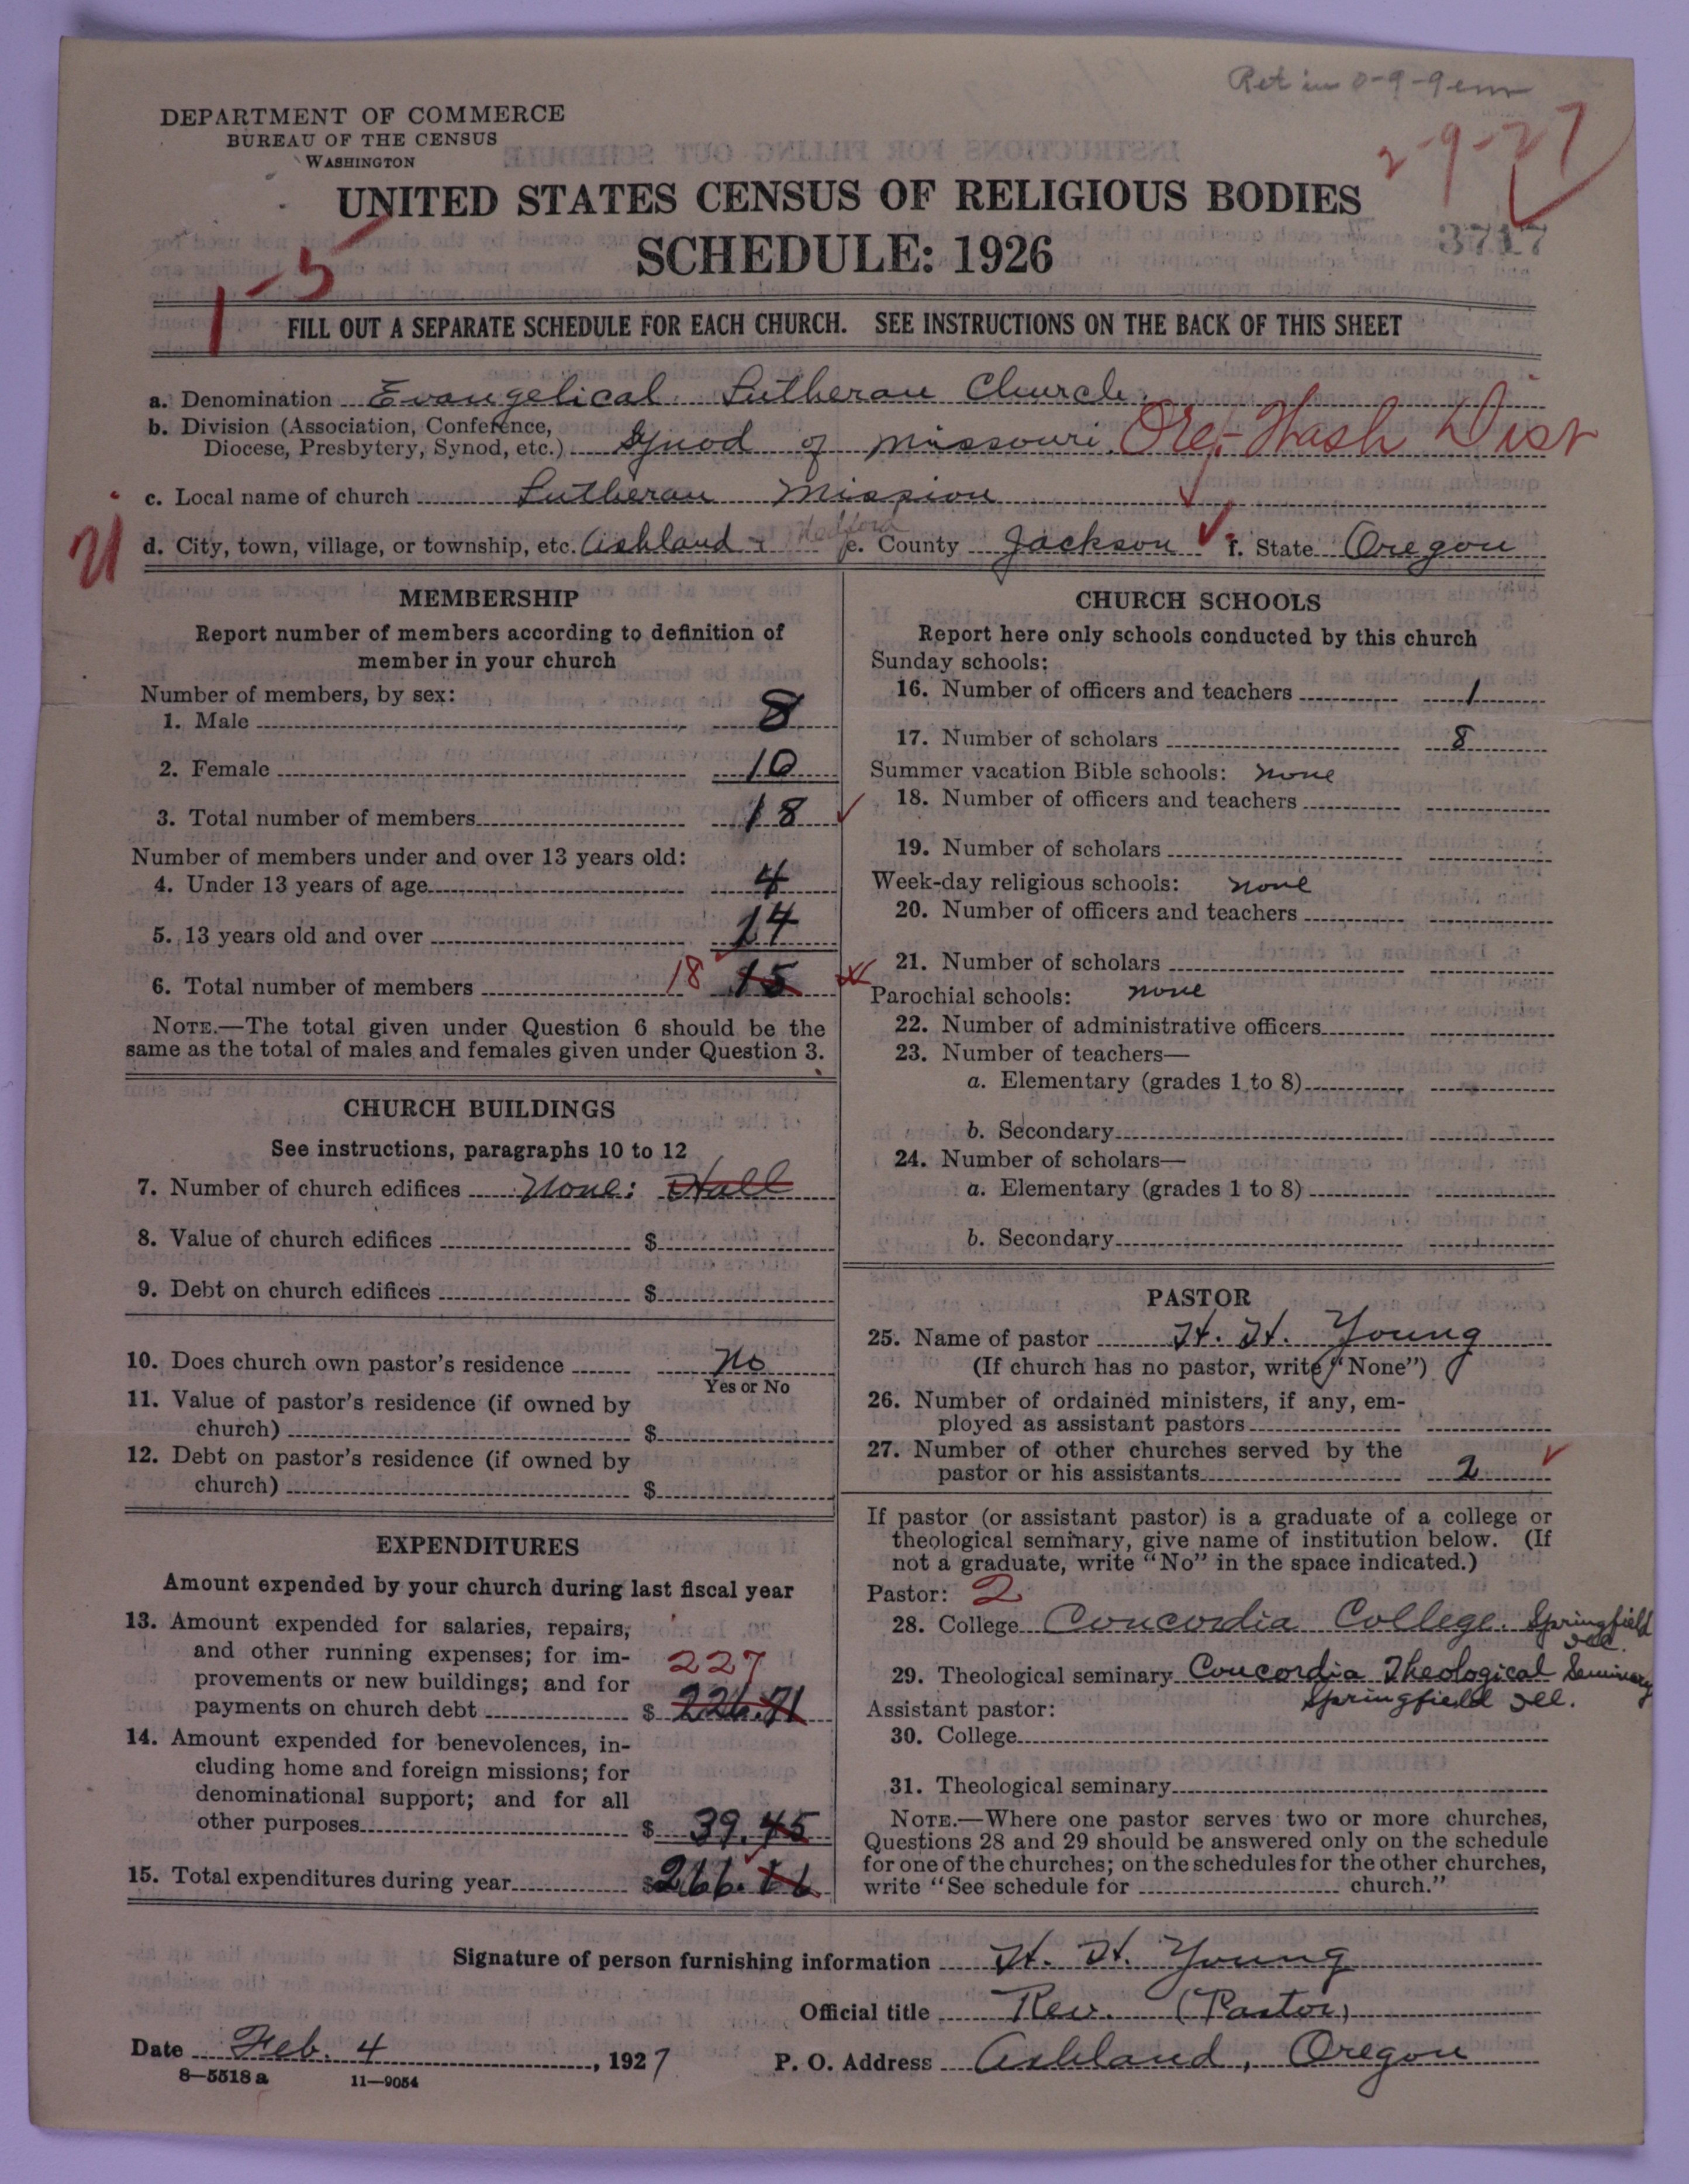 Ret in 0-9-9em
2-9-27
DEPARTMENT OF COMMERCE
BUREAU OF THE CENSUS
WASHINGTON
UNITED STATES CENSUS OF RELIGIOUS BODIES
SCHEDULE: 1926
3717
1-5
FILL OUT A SEPARATE SCHEDULE FOR EACH CHURCH. SEE INSTRUCTIONS ON THE BACK OF THIS SHEET
a. Denomination Evangelical Lutheran Church
b. Division (Association, Conference,
Diocese, Presbytery, Synod, etc.) Synod of Missouri Ore-Wash Dist
c. Local name of church Lutheran Mission
d. City, town, village, or township, etc. Ashland Medford e. County Jackson f. State Oregon
MEMBERSHIP
Report number of members according to definition of
member in your church
Number of members, by sex:
1. Male 8
2. Female 10
3. Total number of members 18
Number of members under and over 13 years old:
4. Under 13 years of age 4
5. 13 years old and over 14
6. Total number of members 18 15
NOTE.—The total given under Question 6 should be the
same as the total of males and females given under Question 3.
CHURCH BUILDINGS
See instructions, paragraphs 10 to 12
7. Number of church edifices None: Hall
8. Value of church edifices $
9. Debt on church edifices $
10. Does church own pastor's residence No
Yes or No
11. Value of pastor's residence (if owned by
church) $
12. Debt on pastor's residence (if owned by
church) $
EXPENDITURES
Amount expended by your church during last fiscal year
13. Amount expended for salaries, repairs,
and other running expenses; for im-
provements or new buildings; and for 227
payments on church debt $ 226.71
14. Amount expended for benevolences, in-
cluding home and foreign missions; for
denominational support; and for all
other purposes $ 39.45
15. Total expenditures during year $266.16
CHURCH SCHOOLS
Report here only schools conducted by this church
Sunday schools:
16. Number of officers and teachers 1
17. Number of scholars 8
Summer vacation Bible schools: none
18. Number of officers and teachers
19. Number of scholars
Week-day religious schools: none
20. Number of officers and teachers
21. Number of scholars
Parochial schools: none
22. Number of administrative officers
23. Number of teachers—
a. Elementary (grades 1 to 8)
b. Secondary
24. Number of scholars—
a. Elementary (grades 1 to 8)
b. Secondary
PASTOR
25. Name of pastor H. H. Young
(If church has no pastor, write "None")
26. Number of ordained ministers, if any, em-
ployed as assistant pastors
27. Number of other churches served by the
pastor or his assistants 2
If pastor (or assistant pastor) is a graduate of a college or
theological seminary, give name of institution below. (If
not a graduate, write "No" in the space indicated.)
Pastor: 2
28. College Concordia College. Springfield
Ill.
29. Theological seminary Concordia Theological Seminary
Springfield Ill.
Assistant pastor:
30. College
31. Theological seminary
NOTE.—Where one pastor serves two or more churches,
Questions 28 and 29 should be answered only on the schedule
for one of the churches; on the schedules for the other churches,
write "See schedule for church."
Signature of person furnishing information H. H. Young
Official title Rev. (Pastor)
Date Feb. 4, 1927 P. O. Address Ashland, Oregon
8—5518 a 11—9054